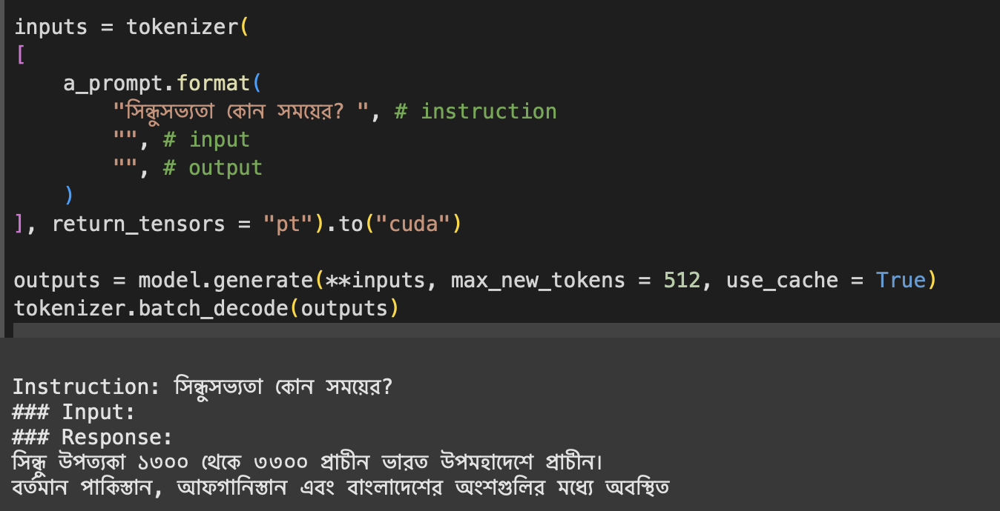 inputs = tokenizer(
[
    a_prompt.format(
        "সিন্ধুসভ্যতা কোন সময়ের? ", # instruction
        "", # input
        "", # output
    )
], return_tensors = "pt").to("cuda")
outputs = model.generate(**inputs, max_new_tokens = 512, use_cache = True)
tokenizer.batch_decode(outputs)
Instruction: সিন্ধুসভ্যতা কোন সময়ের?
### Input:
### Response:
সিন্ধু উপত্যকা ১৩০০ থেকে ৩৩০০ প্রাচীন ভারত উপমহাদেশে প্রাচীন।
বর্তমান পাকিস্তান, আফগানিস্তান এবং বাংলাদেশের অংশগুলির মধ্যে অবস্থিত